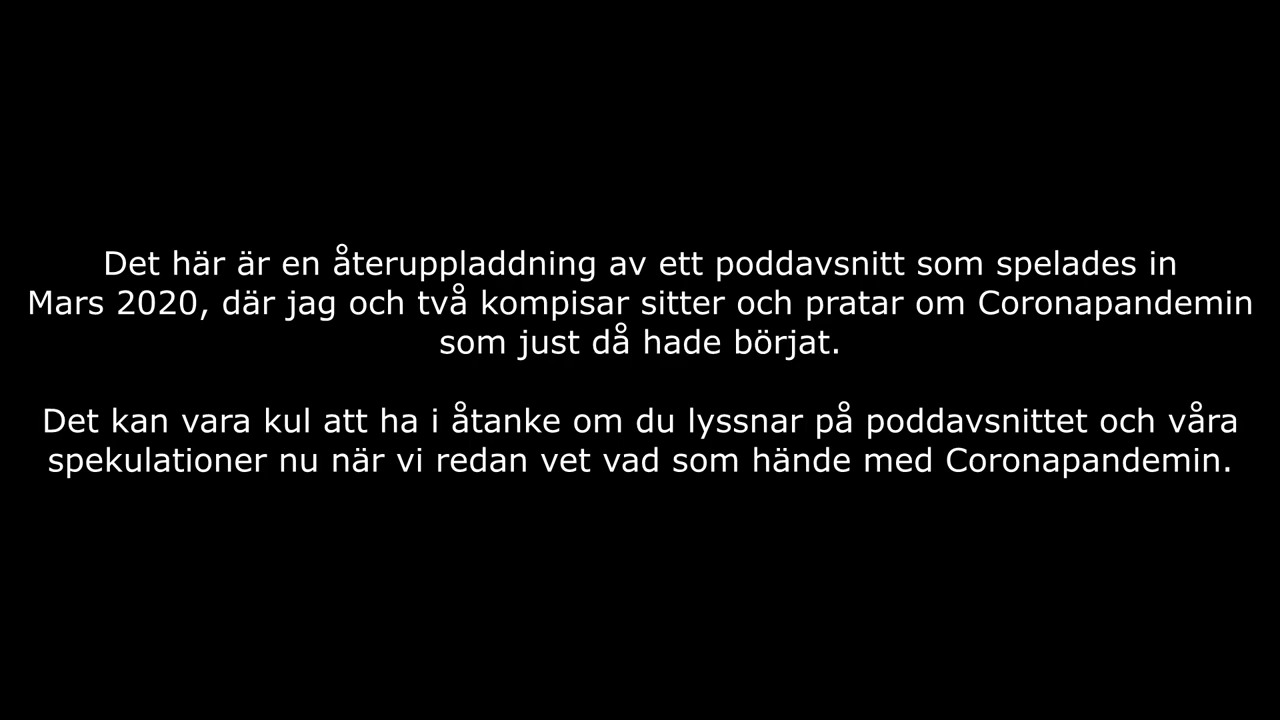 Det här är en återuppladdning av ett poddavsnitt som spelades in
Mars 2020, där jag och två kompisar sitter och pratar om Coronapandemin
som just då hade börjat.
Det kan vara kul att ha i åtanke om du lyssnar på poddavsnittet och våra
spekulationer nu när vi redan vet vad som hände med Coronapandemin.